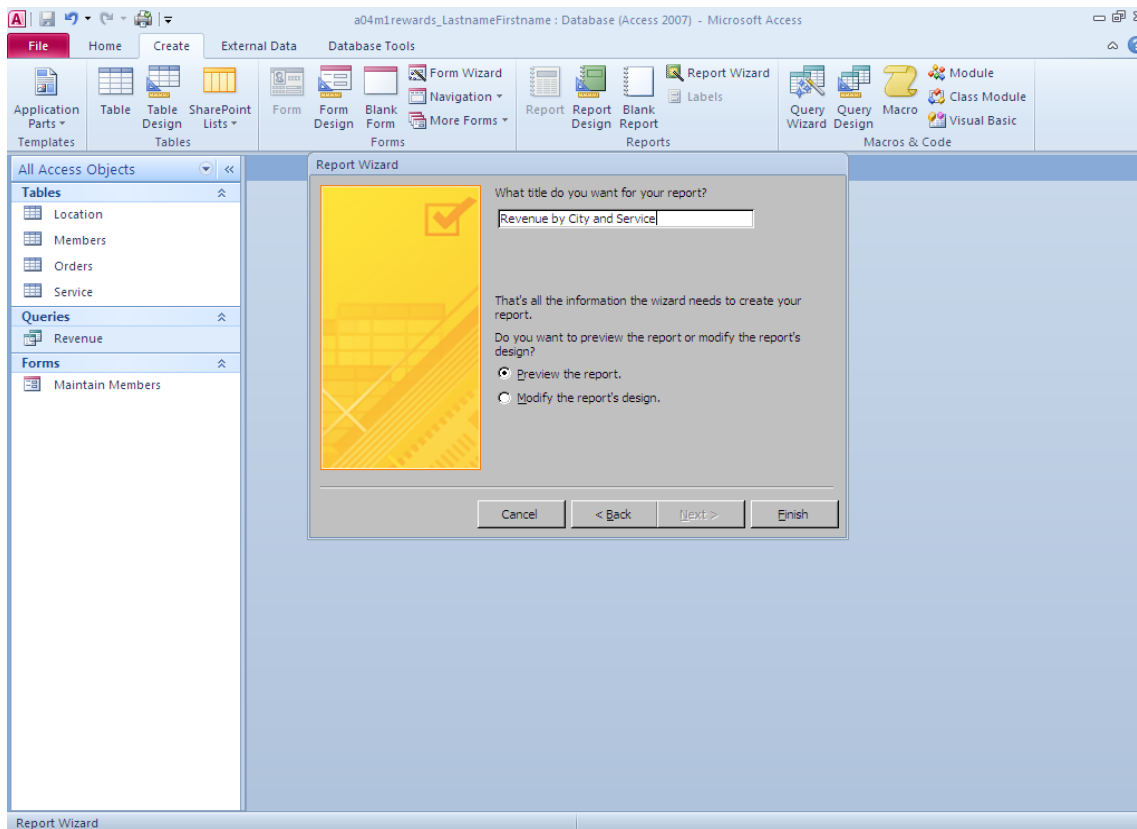 a04m1rewards_LastnameFirstname : Database (Access 2007) - Microsoft Access
File Home Create External Data Database Tools
Application Parts
Table
Table Design
SharePoint Lists
Form
Form Design
Blank Form
Form Wizard
Navigation
More Forms
Report
Report Design
Blank Report
Report Wizard
Labels
Query Wizard
Query Design
Macro
Module
Class Module
Visual Basic
Templates Tables Forms Reports Macros & Code
All Access Objects
Tables
Location
Members
Orders
Service
Queries
Revenue
Forms
Maintain Members
Report Wizard
What title do you want for your report?
Revenue by City and Service
That's all the information the wizard needs to create your
report.
Do you want to preview the report or modify the report's
design?
Preview the report.
Modify the report's design.
Cancel < Back Next > Finish
Report Wizard